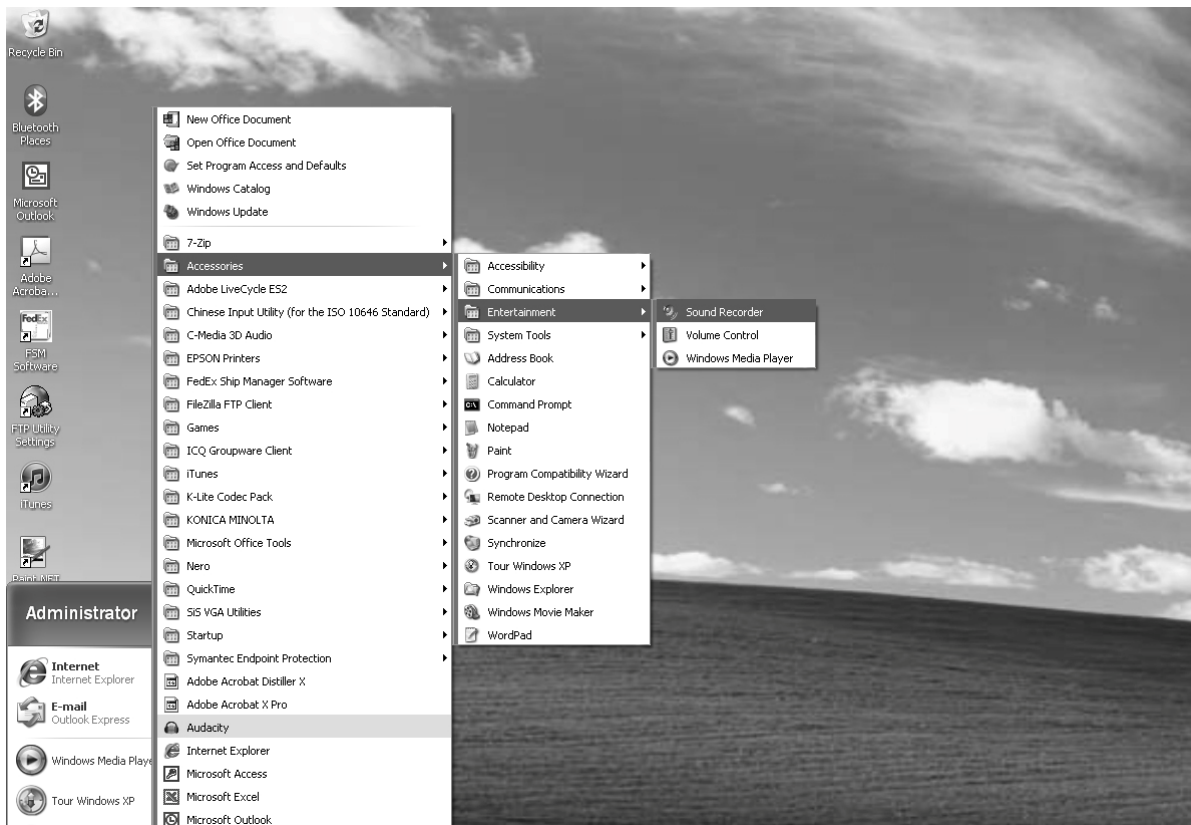 Recycle Bin
Bluetooth
Places
Microsoft
Outlook
Adobe
Acroba...
FedEx
FSM
Software
FTP Utility
Settings
iTunes
Paint.NET
Administrator
Internet
Internet Explorer
E-mail
Outlook Express
Windows Media Playe
Tour Windows XP
New Office Document
Open Office Document
Set Program Access and Defaults
Windows Catalog
Windows Update
7-Zip
Accessories
Adobe LiveCycle ES2
Chinese Input Utility (for the ISO 10646 Standard)
C-Media 3D Audio
EPSON Printers
FedEx Ship Manager Software
FileZilla FTP Client
Games
ICQ Groupware Client
iTunes
K-Lite Codec Pack
KONICA MINOLTA
Microsoft Office Tools
Nero
QuickTime
SiS VGA Utilities
Startup
Symantec Endpoint Protection
Adobe Acrobat Distiller X
Adobe Acrobat X Pro
Audacity
Internet Explorer
Microsoft Access
Microsoft Excel
Microsoft Outlook
Accessibility
Communications
Entertainment
System Tools
Address Book
Calculator
Command Prompt
Notepad
Paint
Program Compatibility Wizard
Remote Desktop Connection
Scanner and Camera Wizard
Synchronize
Tour Windows XP
Windows Explorer
Windows Movie Maker
WordPad
Sound Recorder
Volume Control
Windows Media Player